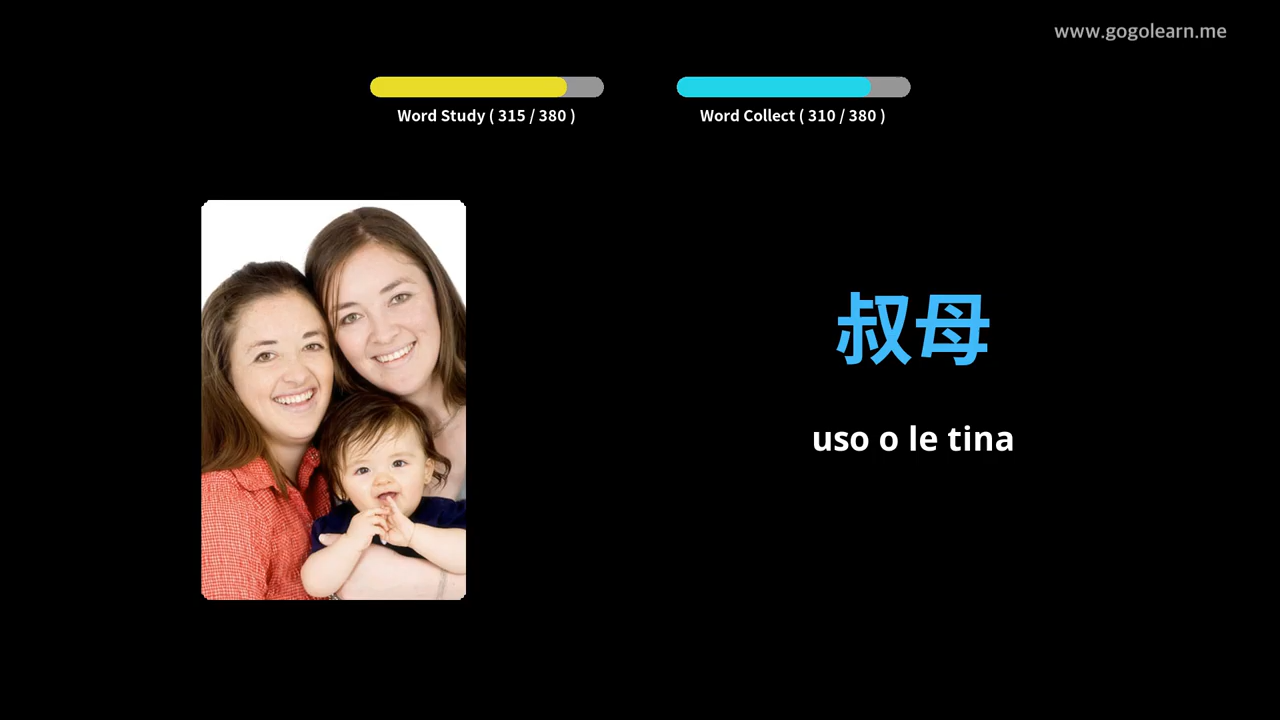 www.gogolearn.me
Word Study ( 315 / 380 )
Word Collect ( 310 / 380 )
叔母
uso o le tina